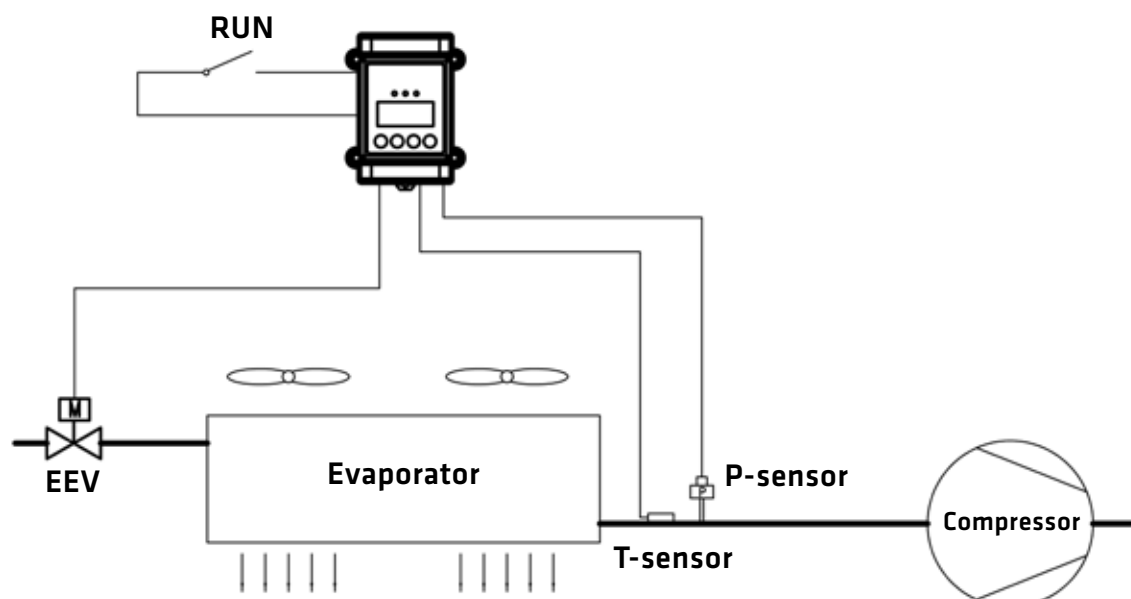 RUN
M
EEV
Evaporator
P
P-sensor
T-sensor
Compressor